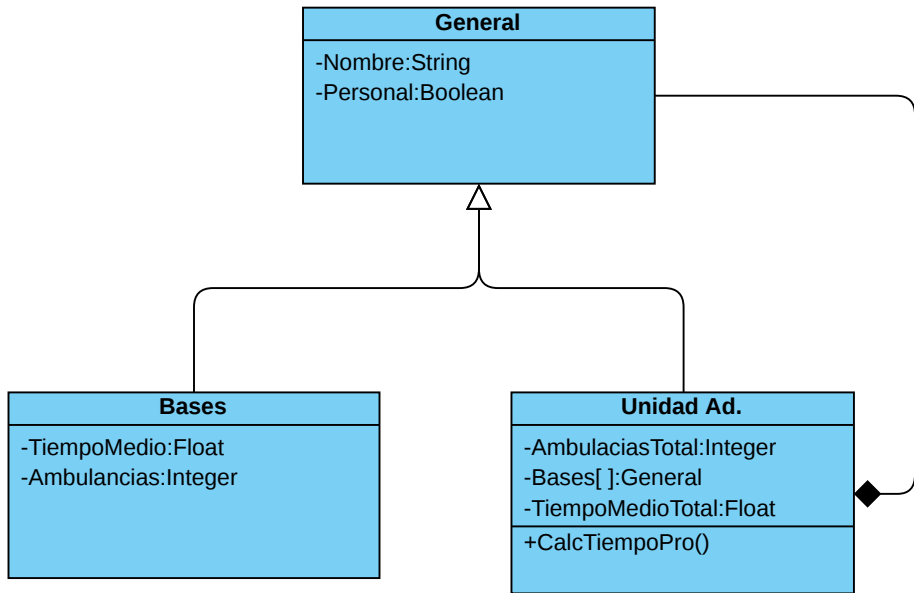 General
-Nombre:String
-Personal:Boolean
Bases
-TiempoMedio:Float
-Ambulancias:Integer
Unidad Ad.
-AmbulaciasTotal:Integer
-Bases[ ]:General
-TiempoMedioTotal:Float
+CalcTiempoPro()